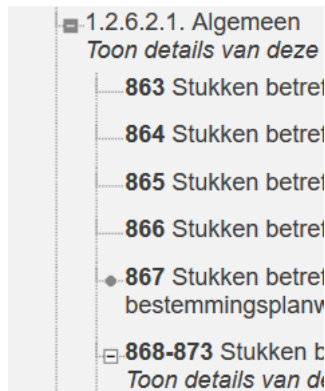 1.2.6.2.1. Algemeen
Toon details van deze
863 Stukken betref
864 Stukken betref
865 Stukken betref
866 Stukken betref
867 Stukken betref
bestemmingsplanw
868-873 Stukken b
Toon details van de